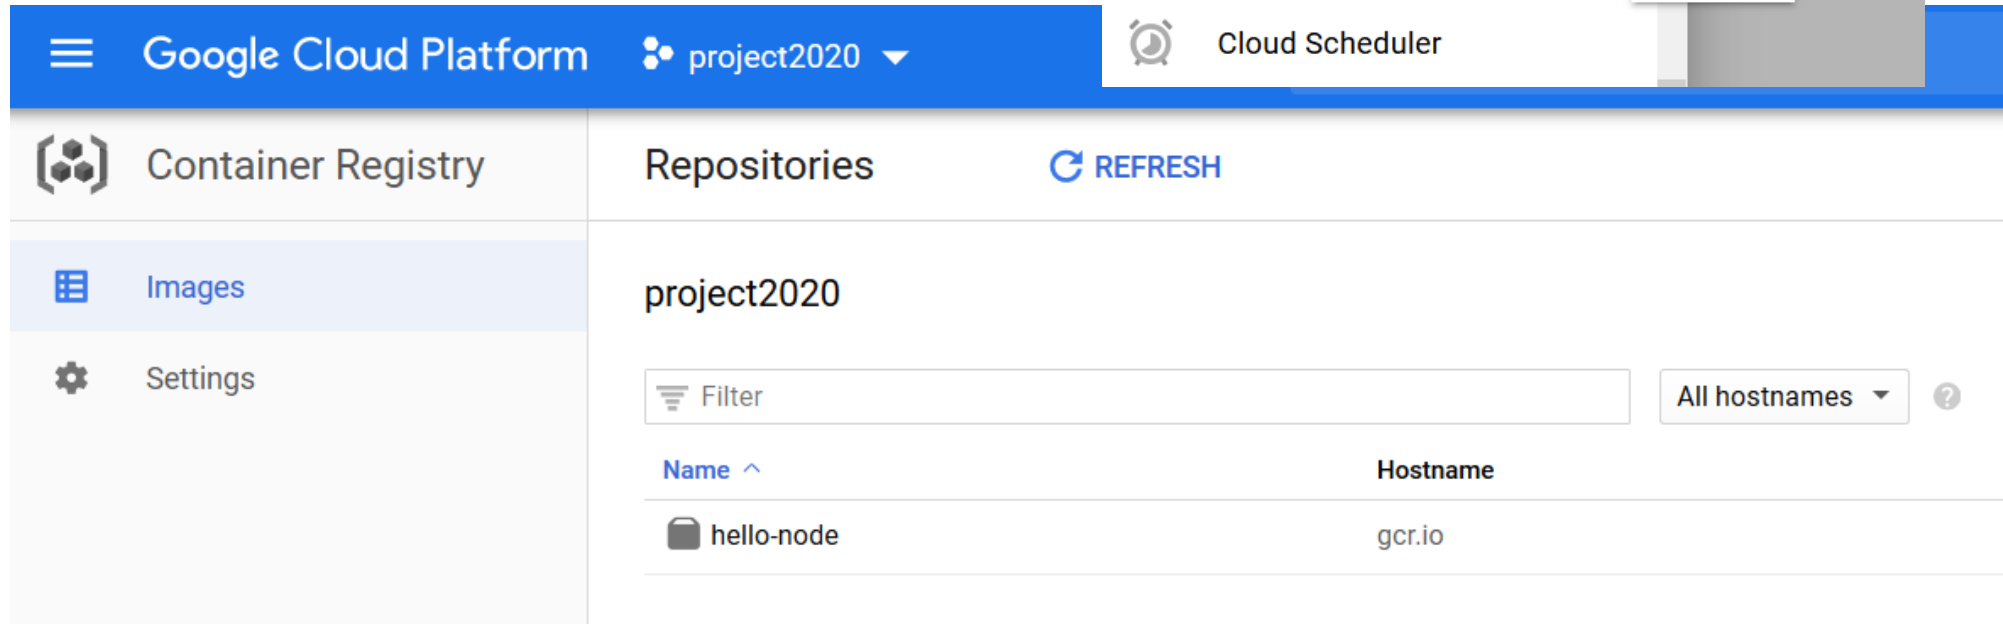 Google Cloud Platform project2020 Cloud Scheduler
Container Registry Repositories REFRESH
Images
project2020
Settings
Filter All hostnames ?
Name Hostname
hello-node gcr.io